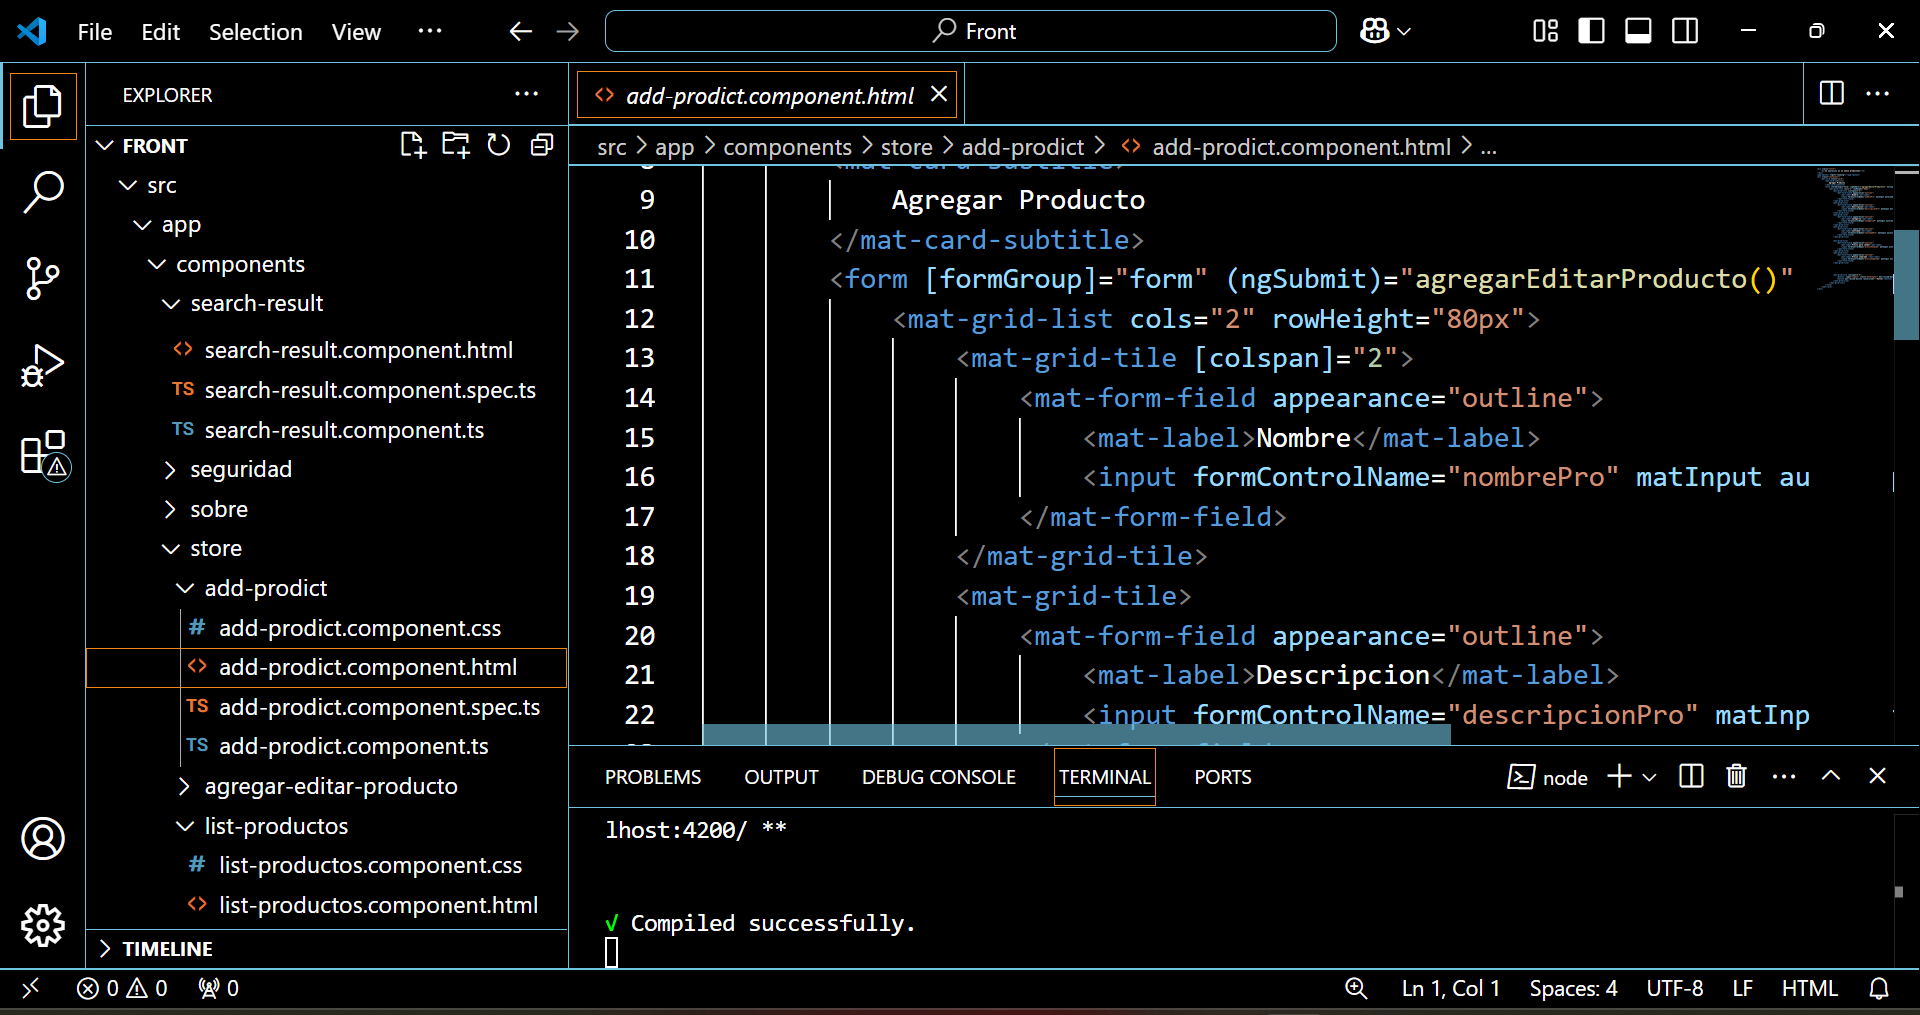 File Edit Selection View ···
Front
EXPLORER
FRONT
src
app
components
search-result
search-result.component.html
TS search-result.component.spec.ts
TS search-result.component.ts
seguridad
sobre
store
add-prodict
# add-prodict.component.css
add-prodict.component.html
TS add-prodict.component.spec.ts
TS add-prodict.component.ts
agregar-editar-producto
list-productos
# list-productos.component.css
list-productos.component.html
TIMELINE
add-prodict.component.html
src > app > components > store > add-prodict > add-prodict.component.html > ...
9 Agregar Producto
10 </mat-card-subtitle>
11 <form [formGroup]="form" (ngSubmit)="agregarEditarProducto()"
12 <mat-grid-list cols="2" rowHeight="80px">
13 <mat-grid-tile [colspan]="2">
14 <mat-form-field appearance="outline">
15 <mat-label>Nombre</mat-label>
16 <input formControlName="nombrePro" matInput au
17 </mat-form-field>
18 </mat-grid-tile>
19 <mat-grid-tile>
20 <mat-form-field appearance="outline">
21 <mat-label>Descripcion</mat-label>
22 <input formControlName="descripcionPro" matInp
PROBLEMS OUTPUT DEBUG CONSOLE TERMINAL PORTS
node
lhost:4200/ **
√ Compiled successfully.
0 0 0
Ln 1, Col 1 Spaces: 4 UTF-8 LF HTML